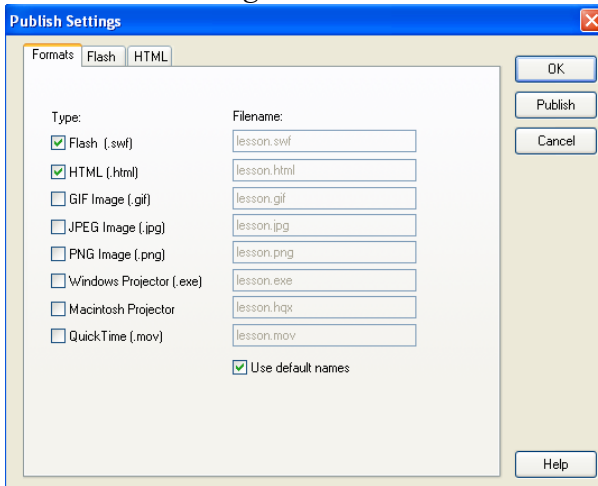 Publish Settings
Formats Flash HTML
OK
Publish
Cancel
Type: Filename:
Flash (.swf) lesson.swf
HTML (.html) lesson.html
GIF Image (.gif) lesson.gif
JPEG Image (.jpg) lesson.jpg
PNG Image (.png) lesson.png
Windows Projector (.exe) lesson.exe
Macintosh Projector lesson.hqx
QuickTime (.mov) lesson.mov
Use default names
Help